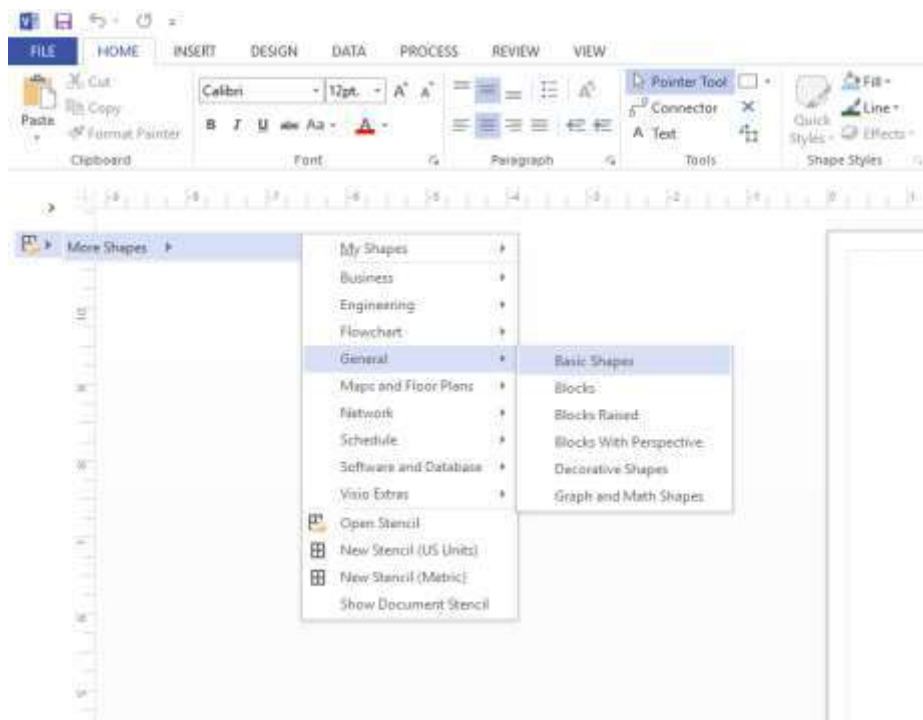 FILE HOME INSERT DESIGN DATA PROCESS REVIEW VIEW
Cut
Copy
Paste
Format Painter
Calibri 12pt.
B I U abc Aa A
Pointer Tool
Connector
A Text
Fill
Line
Quick
Styles
Effects
Clipboard Font Paragraph Tools Shape Styles
More Shapes
My Shapes
Business
Engineering
Flowchart
General
Maps and Floor Plans
Network
Schedule
Software and Database
Visio Extras
Open Stencil
New Stencil (US Units)
New Stencil (Metric)
Show Document Stencil
Basic Shapes
Blocks
Blocks Raised
Blocks With Perspective
Decorative Shapes
Graph and Math Shapes